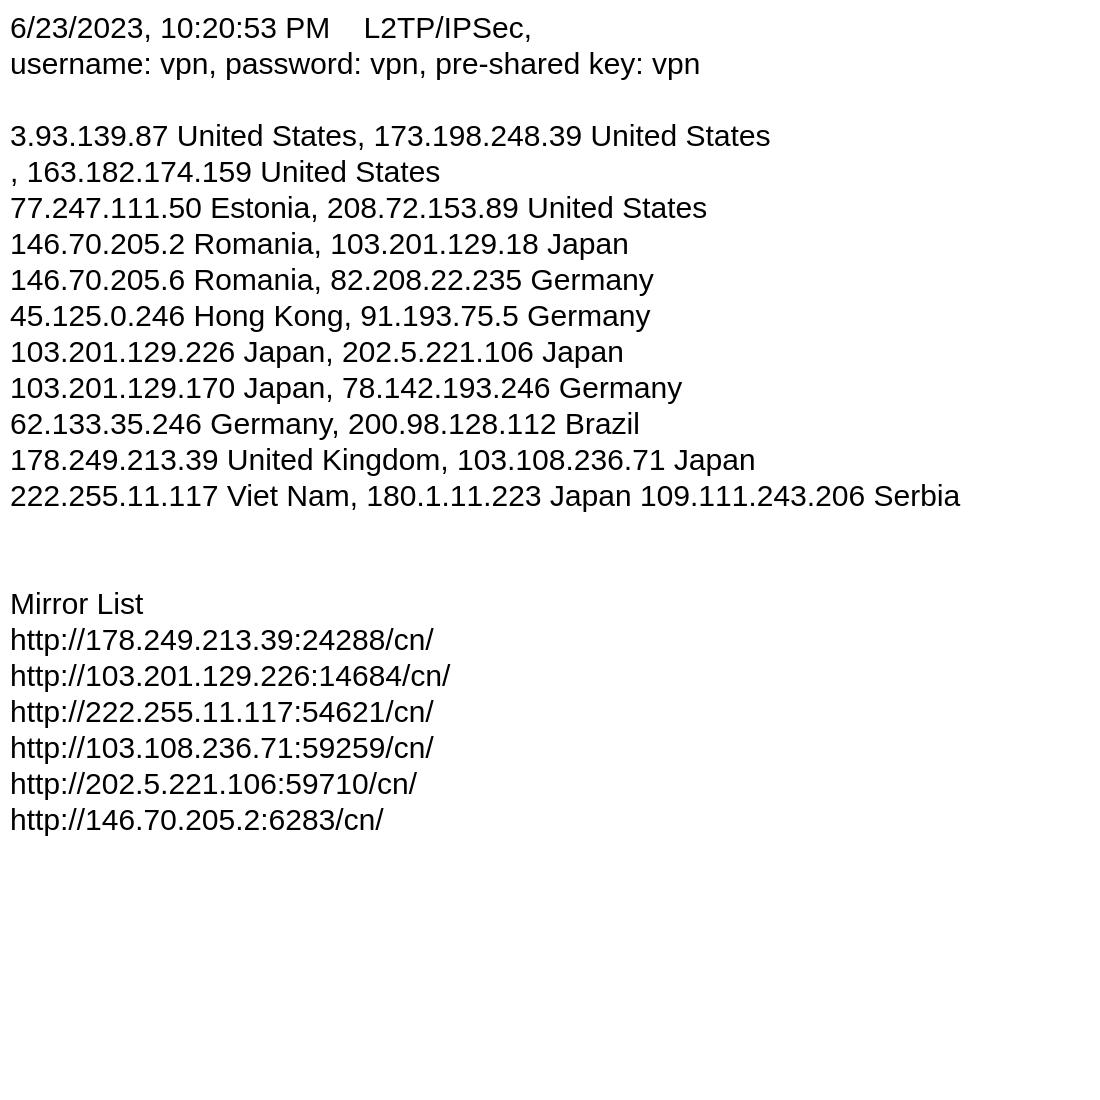 6/23/2023, 10:20:53 PM    L2TP/IPSec,
username: vpn, password: vpn, pre-shared key: vpn
3.93.139.87 United States, 173.198.248.39 United States
, 163.182.174.159 United States
77.247.111.50 Estonia, 208.72.153.89 United States
146.70.205.2 Romania, 103.201.129.18 Japan
146.70.205.6 Romania, 82.208.22.235 Germany
45.125.0.246 Hong Kong, 91.193.75.5 Germany
103.201.129.226 Japan, 202.5.221.106 Japan
103.201.129.170 Japan, 78.142.193.246 Germany
62.133.35.246 Germany, 200.98.128.112 Brazil
178.249.213.39 United Kingdom, 103.108.236.71 Japan
222.255.11.117 Viet Nam, 180.1.11.223 Japan 109.111.243.206 Serbia
Mirror List
http://178.249.213.39:24288/cn/
http://103.201.129.226:14684/cn/
http://222.255.11.117:54621/cn/
http://103.108.236.71:59259/cn/
http://202.5.221.106:59710/cn/
http://146.70.205.2:6283/cn/